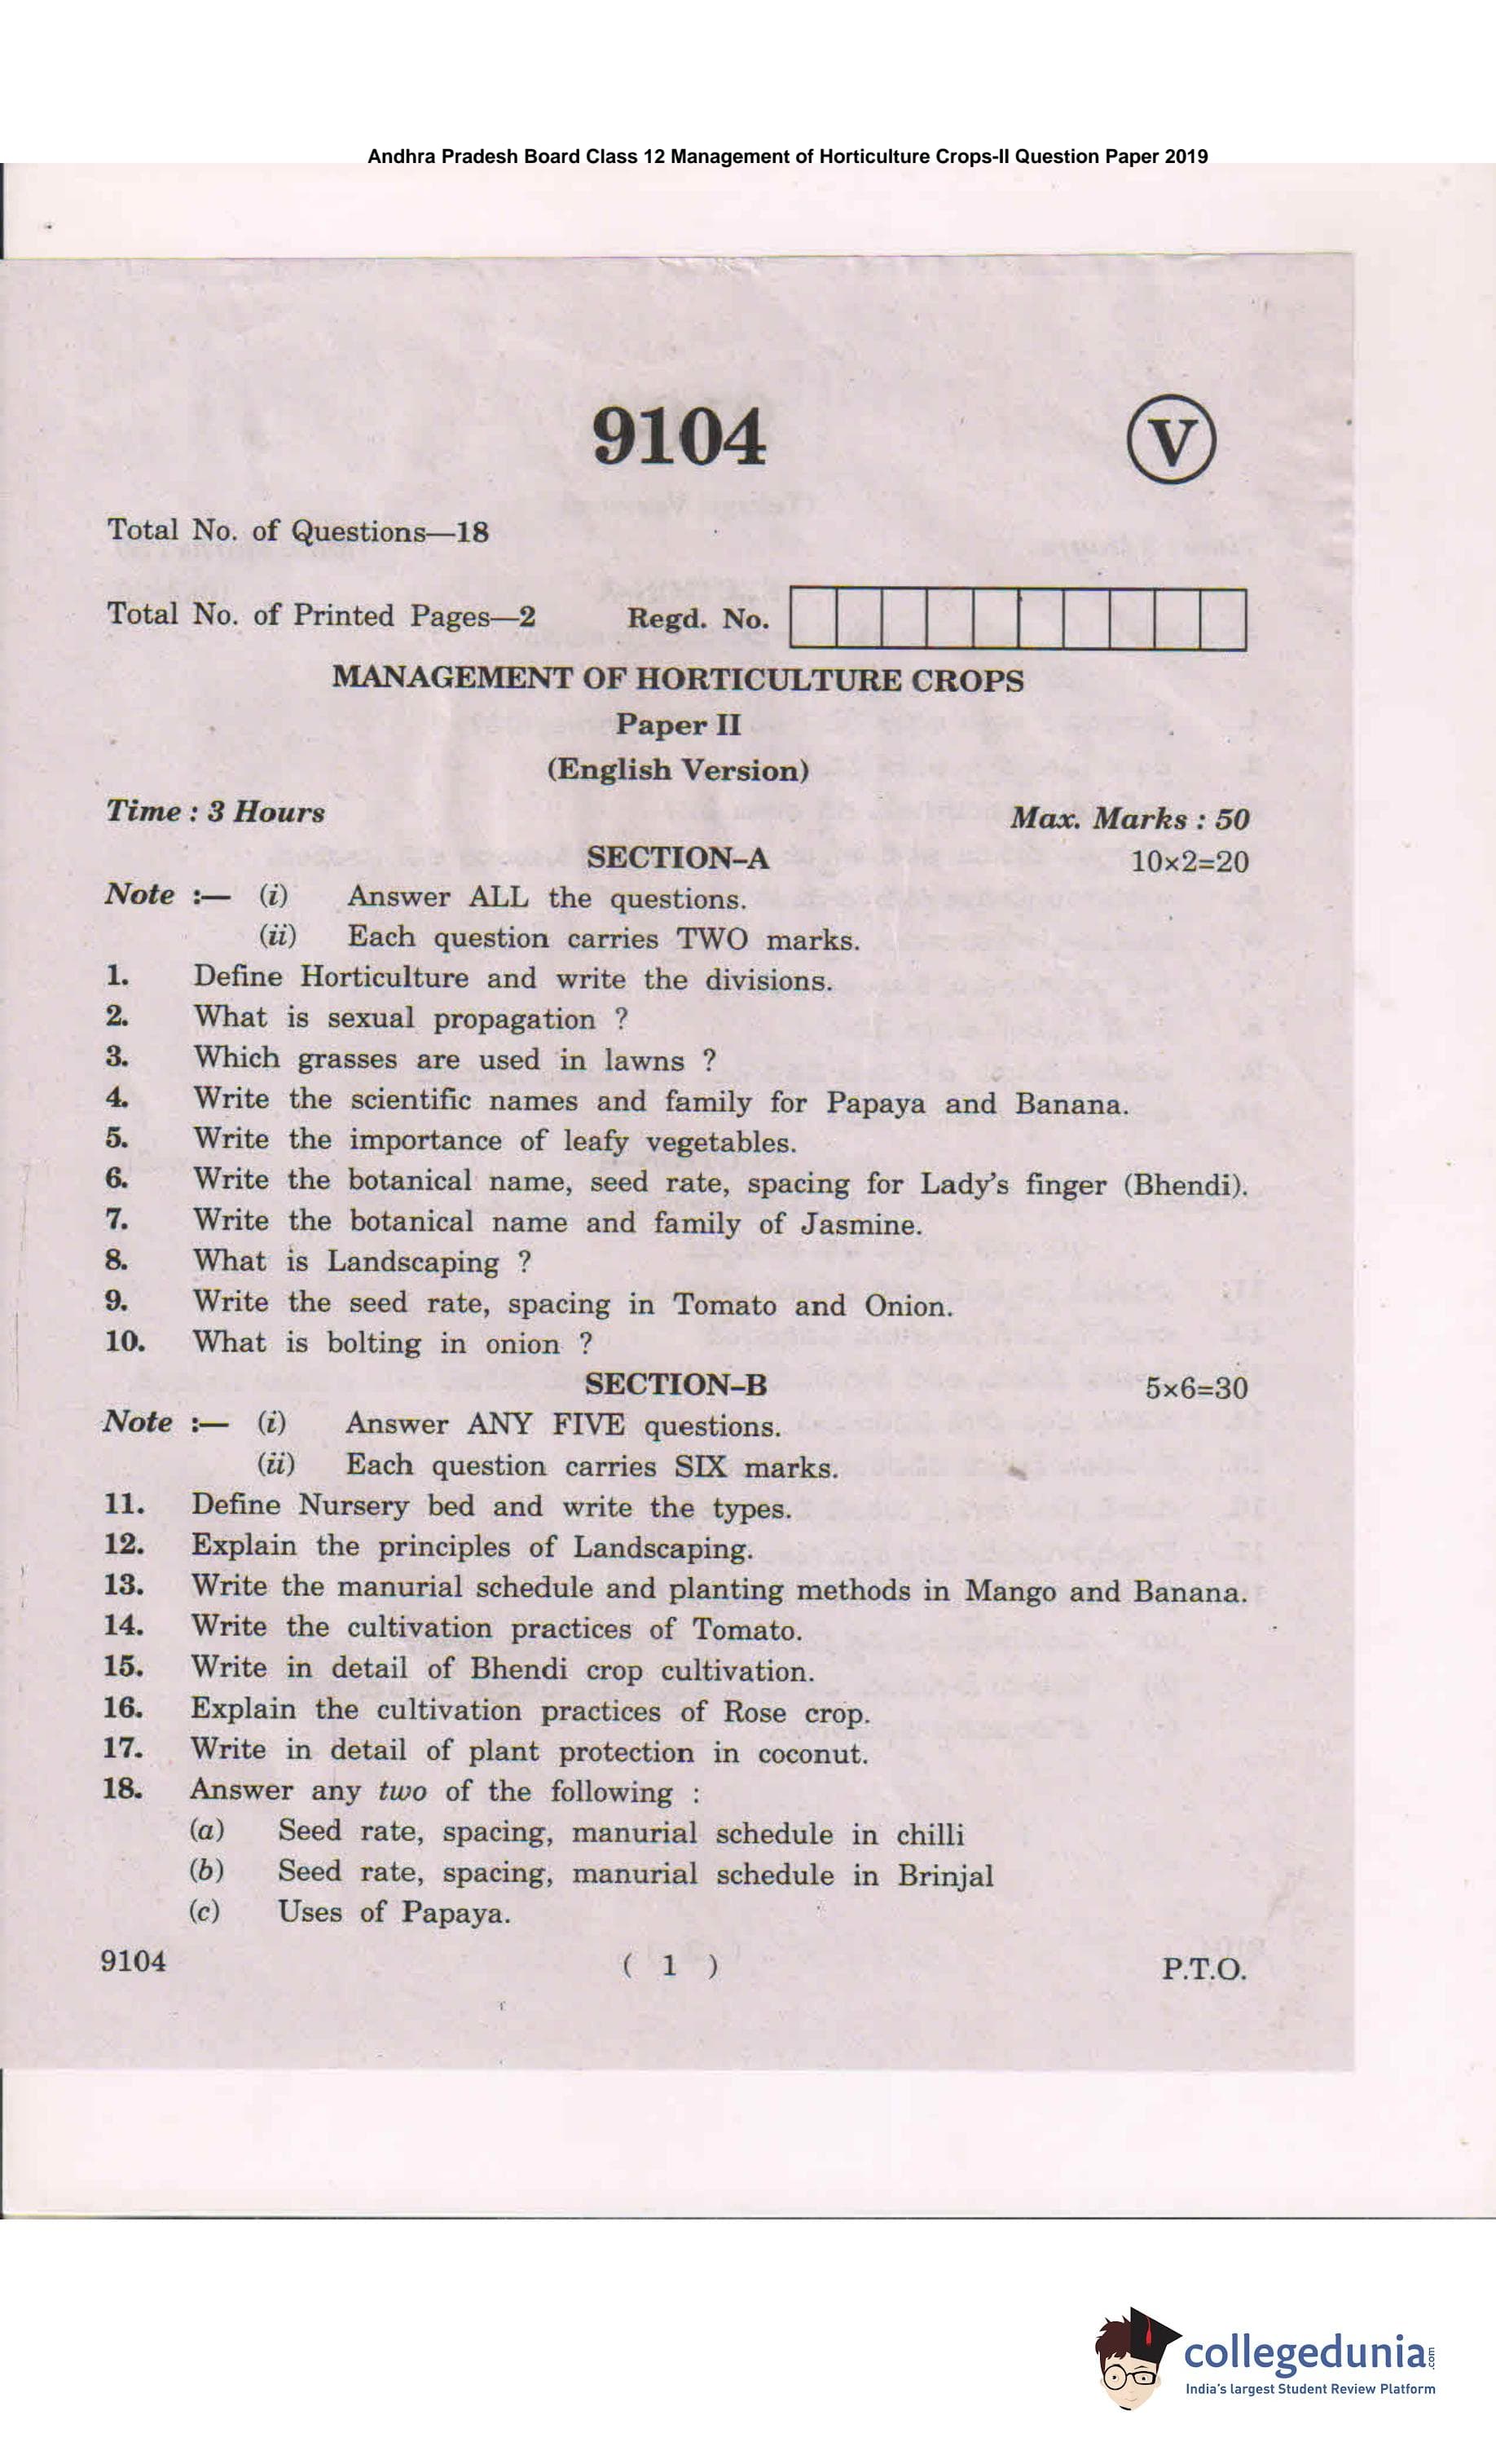 Andhra Pradesh Board Class 12 Management of Horticulture Crops-II Question Paper 2019
9104
V
Total No. of Questions—18
Total No. of Printed Pages—2 Regd. No.
MANAGEMENT OF HORTICULTURE CROPS
Paper II
(English Version)
Time : 3 Hours Max. Marks : 50
SECTION–A 10×2=20
Note :— (i) Answer ALL the questions.
(ii) Each question carries TWO marks.
1. Define Horticulture and write the divisions.
2. What is sexual propagation ?
3. Which grasses are used in lawns ?
4. Write the scientific names and family for Papaya and Banana.
5. Write the importance of leafy vegetables.
6. Write the botanical name, seed rate, spacing for Lady's finger (Bhendi).
7. Write the botanical name and family of Jasmine.
8. What is Landscaping ?
9. Write the seed rate, spacing in Tomato and Onion.
10. What is bolting in onion ?
SECTION–B 5×6=30
Note :— (i) Answer ANY FIVE questions.
(ii) Each question carries SIX marks.
11. Define Nursery bed and write the types.
12. Explain the principles of Landscaping.
13. Write the manurial schedule and planting methods in Mango and Banana.
14. Write the cultivation practices of Tomato.
15. Write in detail of Bhendi crop cultivation.
16. Explain the cultivation practices of Rose crop.
17. Write in detail of plant protection in coconut.
18. Answer any two of the following :
(a) Seed rate, spacing, manurial schedule in chilli
(b) Seed rate, spacing, manurial schedule in Brinjal
(c) Uses of Papaya.
9104 ( 1 ) P.T.O.
collegedunia.com
India's largest Student Review Platform